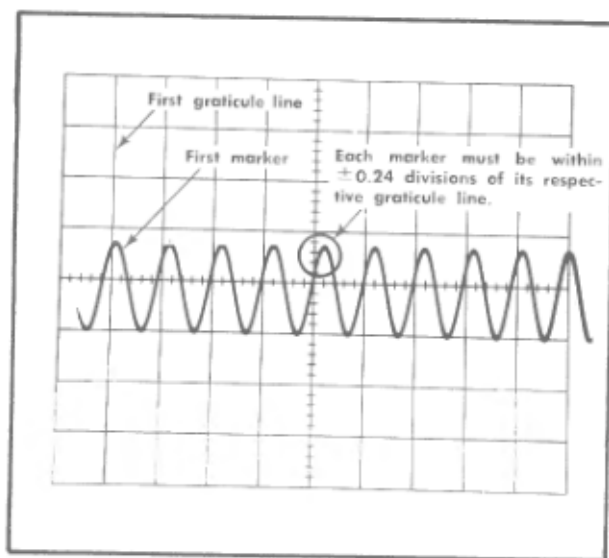 First graticule line
First marker
Each marker must be within
±0.24 divisions of its respec-
tive graticule line.